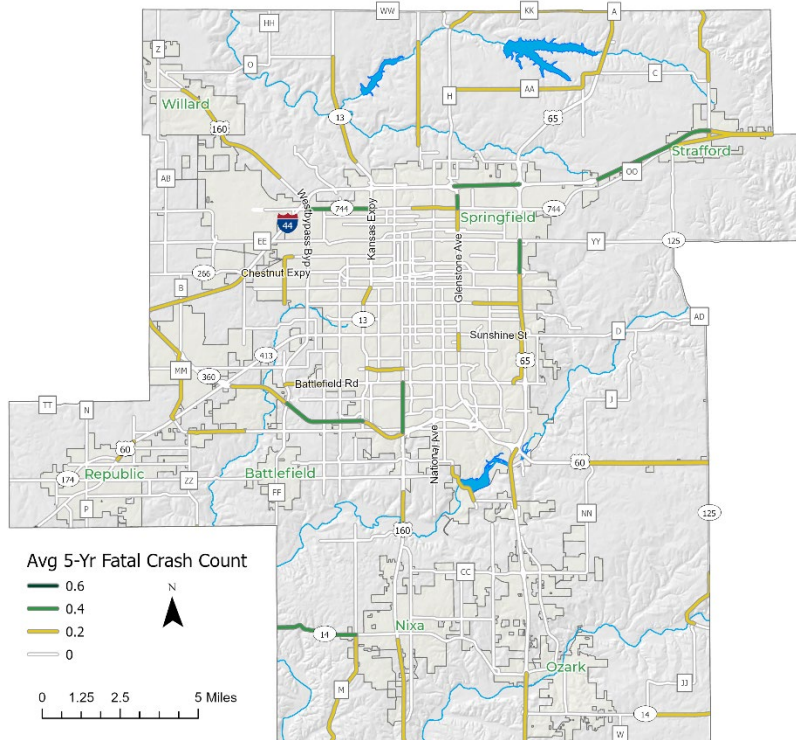 WW
KK
A
HH
Z
O
C
H
AA
Willard
13
65
160
Strafford
OO
AB
Westbypass Byp
744
Kansas Expy
Springfield
744
44
Glenstone Ave
EE
YY
125
266
Chestnut Expy
B
13
AD
Sunshine St
D
413
65
MM
360
Battlefield Rd
J
TT
N
60
National Ave
Republic
Battlefield
60
174
ZZ
P
FF
NN
125
160
Avg 5-Yr Fatal Crash Count
0.6
0.4
0.2
0
N
CC
14
Nixa
Ozark
M
JJ
14
W
0 1.25 2.5 5 Miles